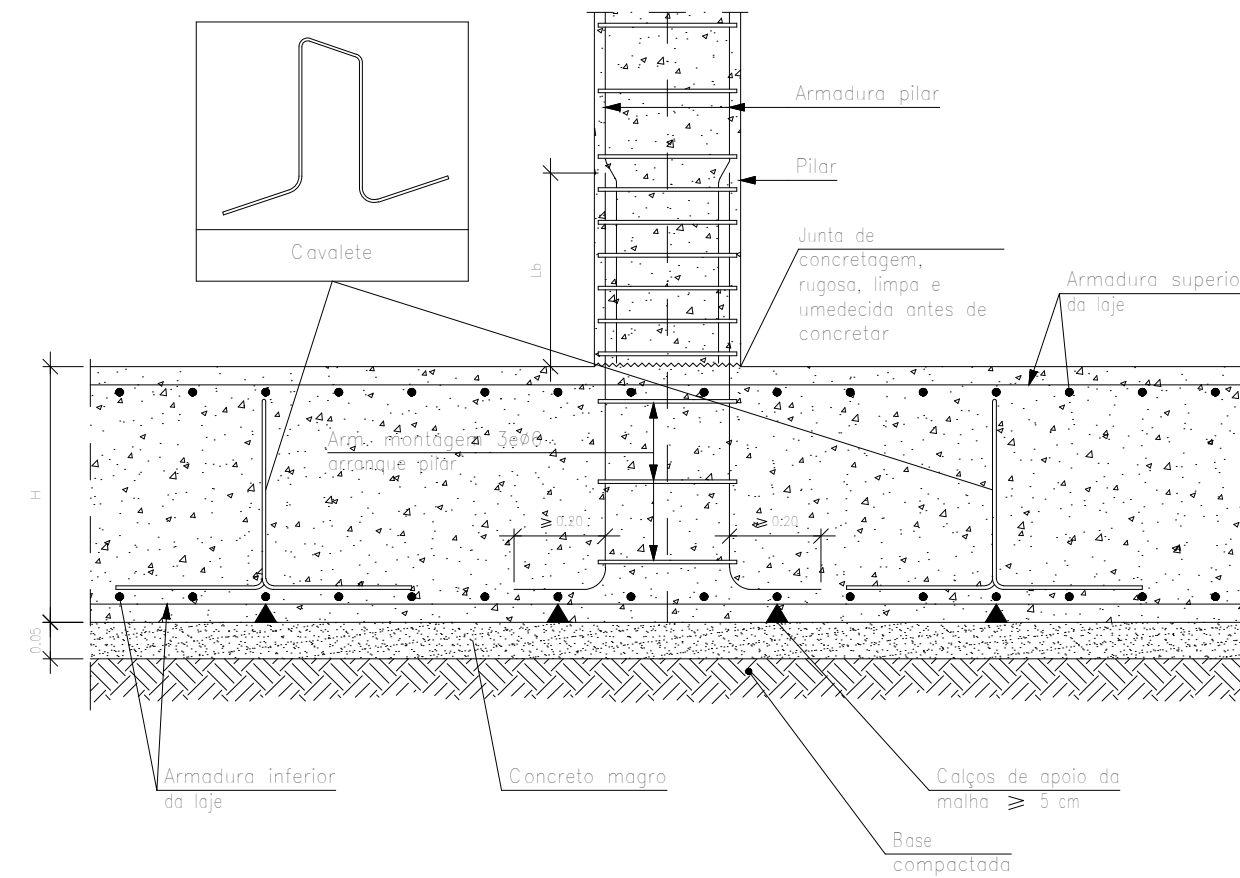 Armadura pilar
Pilar
Junta de
concretagem,
rugosa, limpa e
umedecida antes de
concretar
Armadura superio
da laje
Cavalete
Lb
Arm. montagem 3eø6
arranque pilar
H
≥ 0.20
≥ 0.20
0.05
Armadura inferior
da laje
Concreto magro
Calços de apoio da
malha ≥ 5 cm
Base
compactada